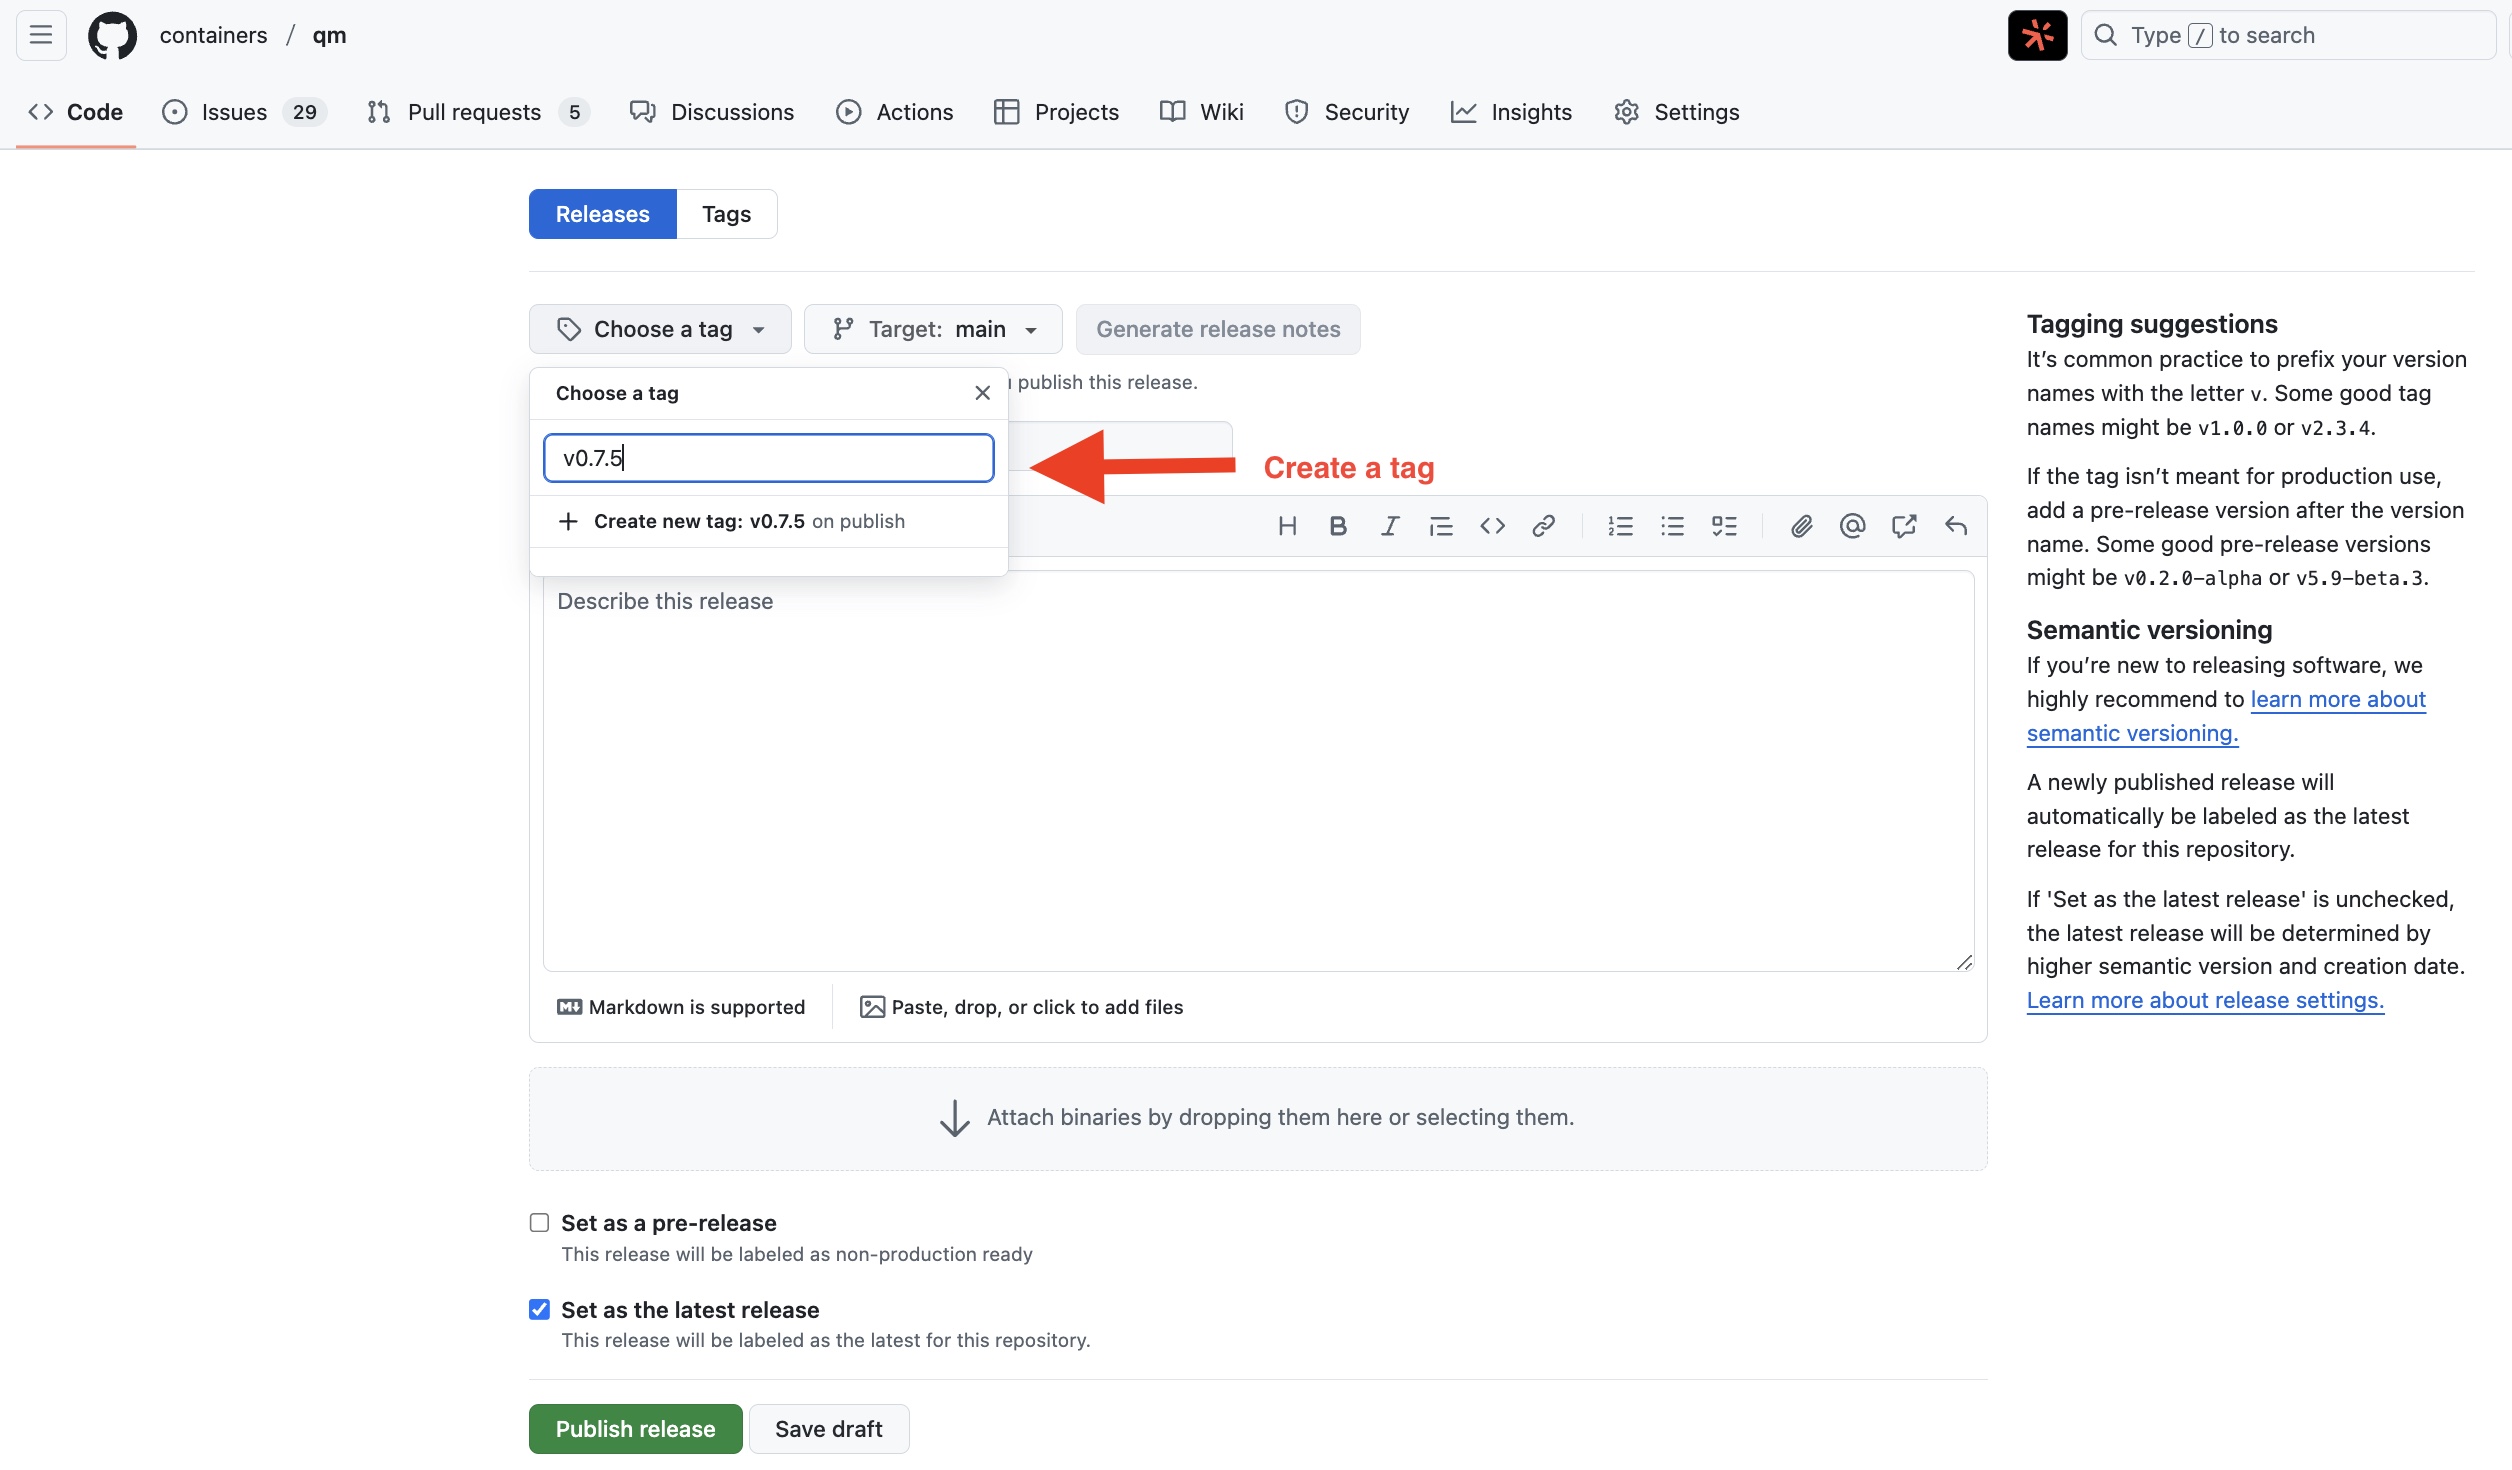 containers / qm
Type / to search
Code
Issues 29
Pull requests 5
Discussions
Actions
Projects
Wiki
Security
Insights
Settings
Releases
Tags
Choose a tag
Target: main
Generate release notes
publish this release.
Choose a tag
v0.7.5
Create new tag: v0.7.5 on publish
Create a tag
Describe this release
Markdown is supported
Paste, drop, or click to add files
Attach binaries by dropping them here or selecting them.
Set as a pre-release
This release will be labeled as non-production ready
Set as the latest release
This release will be labeled as the latest for this repository.
Publish release
Save draft
Tagging suggestions
It’s common practice to prefix your version
names with the letter v. Some good tag
names might be v1.0.0 or v2.3.4.
If the tag isn’t meant for production use,
add a pre-release version after the version
name. Some good pre-release versions
might be v0.2.0-alpha or v5.9-beta.3.
Semantic versioning
If you’re new to releasing software, we
highly recommend to learn more about
semantic versioning.
A newly published release will
automatically be labeled as the latest
release for this repository.
If 'Set as the latest release' is unchecked,
the latest release will be determined by
higher semantic version and creation date.
Learn more about release settings.